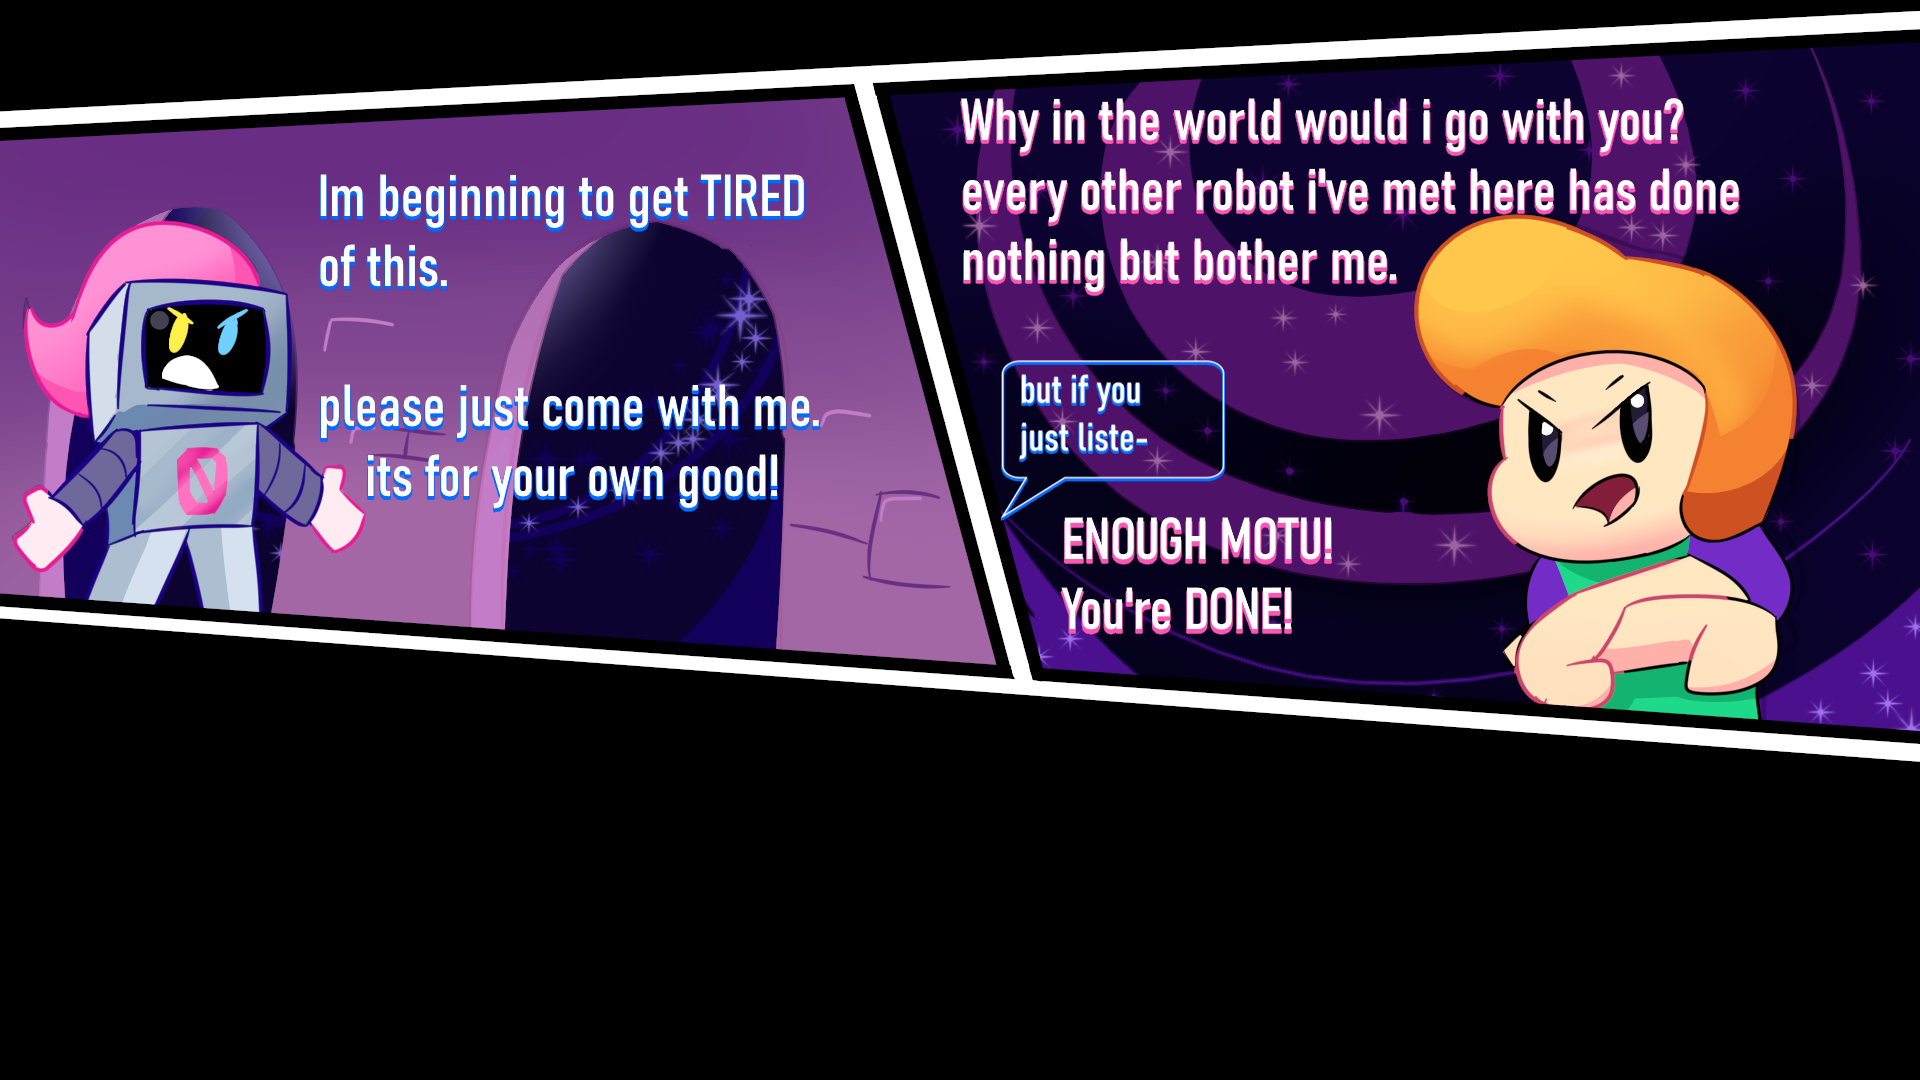 Im beginning to get TIRED
of this.
please just come with me.
its for your own good!
Why in the world would i go with you?
every other robot i've met here has done
nothing but bother me.
but if you
just liste-
ENOUGH MOTU!
You're DONE!